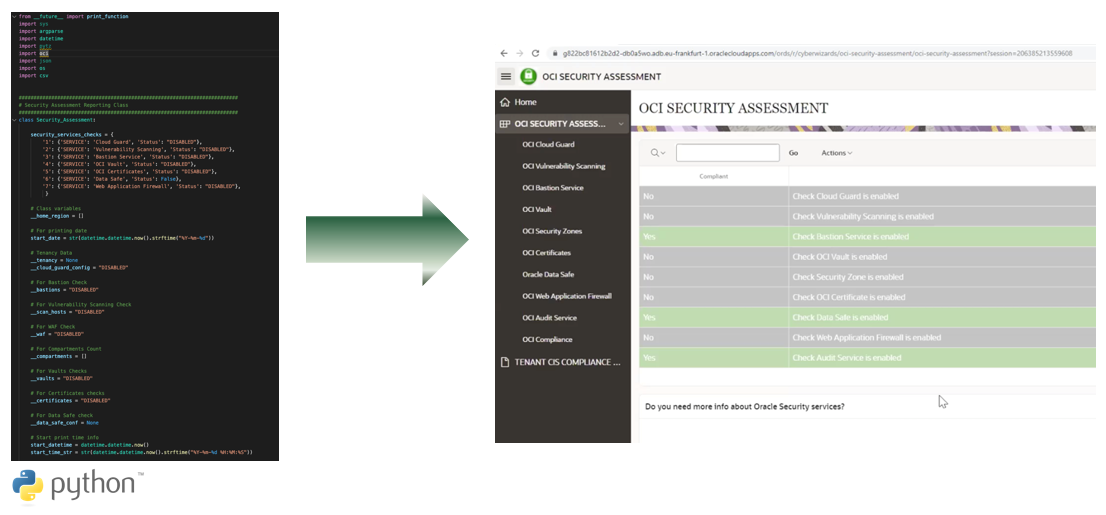 from __future__ import print_function
import sys
import argparse
import datetime
import pytz
import oci
import json
import os
import csv
##########################################################################
# Security Assessment Reporting Class
##########################################################################
class Security_Assessment:
security_services_checks = {
'1': {'SERVICE': 'Cloud Guard', 'Status': "DISABLED"},
'2': {'SERVICE': 'Vulnerability Scanning', 'Status': "DISABLED"},
'3': {'SERVICE': 'Bastion Service', 'Status': "DISABLED"},
'4': {'SERVICE': 'OCI Vault', 'Status': "DISABLED"},
'5': {'SERVICE': 'OCI Certificates', 'Status': "DISABLED"},
'6': {'SERVICE': 'Data Safe', 'Status': False},
'7': {'SERVICE': 'Web Application Firewall', 'Status': "DISABLED"},
}
# Class variables
__home_region = []
# For printing date
start_date = str(datetime.datetime.now().strftime("%Y-%m-%d"))
# Tenancy Data
__tenancy = None
__cloud_guard_config = "DISABLED"
# For Bastion Check
__bastions = "DISABLED"
# For Vulnerability Scanning Check
__scan_hosts = "DISABLED"
# For WAF Check
__waf = "DISABLED"
# For Compartments Count
__compartments = []
# For Vaults Checks
__vaults = "DISABLED"
# For Certificates checks
__certificates = "DISABLED"
# For Data Safe check
__data_safe_conf = None
# Start print time info
start_datetime = datetime.datetime.now()
start_time_str = str(datetime.datetime.now().strftime("%Y-%m-%d %H:%M:%S"))
python™
g822bc81612b2d2-db0a5wo.adb.eu-frankfurt-1.oraclecloudapps.com/ords/r/cyberwizards/oci-security-assessment/oci-security-assessment?session=206385213559608
OCI SECURITY ASSESSMENT
Home
OCI SECURITY ASSESS...
OCI Cloud Guard
OCI Vulnerability Scanning
OCI Bastion Service
OCI Vault
OCI Security Zones
OCI Certificates
Oracle Data Safe
OCI Web Application Firewall
OCI Audit Service
OCI Compliance
TENANT CIS COMPLIANCE ...
OCI SECURITY ASSESSMENT
Go Actions
Compliant
No Check Cloud Guard is enabled
No Check Vulnerability Scanning is enabled
Yes Check Bastion Service is enabled
No Check OCI Vault is enabled
No Check Security Zone is enabled
No Check OCI Certificate is enabled
Yes Check Data Safe is enabled
No Check Web Application Firewall is enabled
Yes Check Audit Service is enabled
Do you need more info about Oracle Security services?